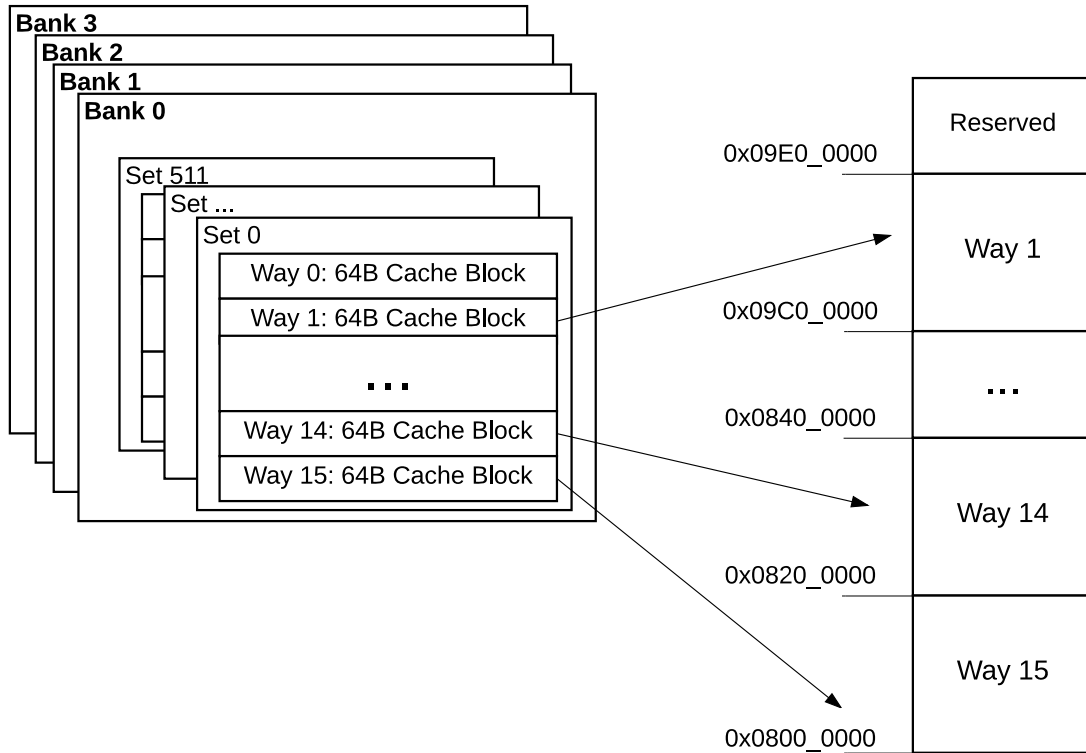 Bank 3
Bank 2
Bank 1
Bank 0
Set 511
Set ...
Set 0
Way 0: 64B Cache Block
Way 1: 64B Cache Block
...
Way 14: 64B Cache Block
Way 15: 64B Cache Block
Reserved
0x09E0_0000
Way 1
0x09C0_0000
...
0x0840_0000
Way 14
0x0820_0000
Way 15
0x0800_0000